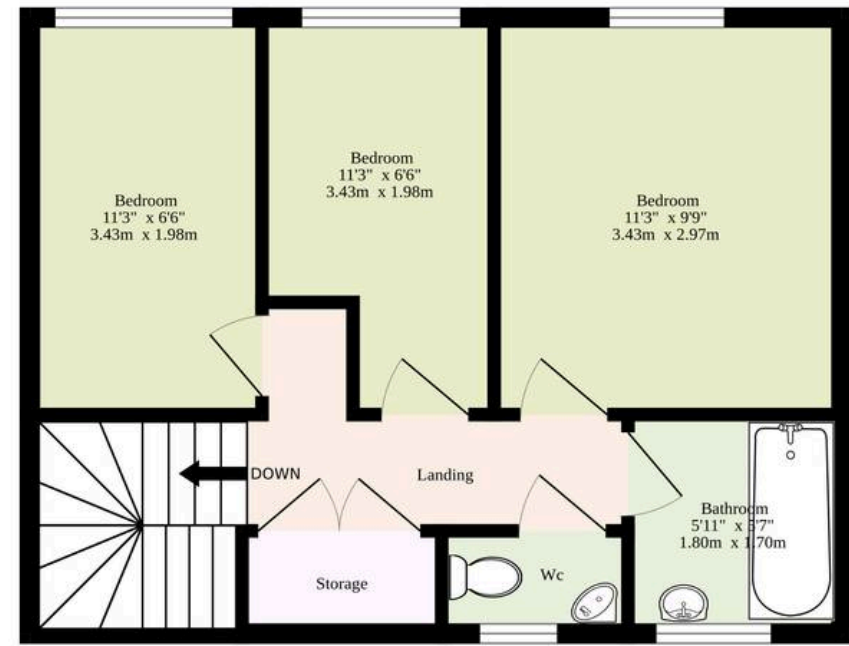 Bedroom
11'3" x 6'6"
3.43m x 1.98m
Bedroom
11'3" x 6'6"
3.43m x 1.98m
Bedroom
11'3" x 9'9"
3.43m x 2.97m
DOWN
Landing
Bathroom
5'11" x 5'7"
1.80m x 1.70m
Storage
Wc